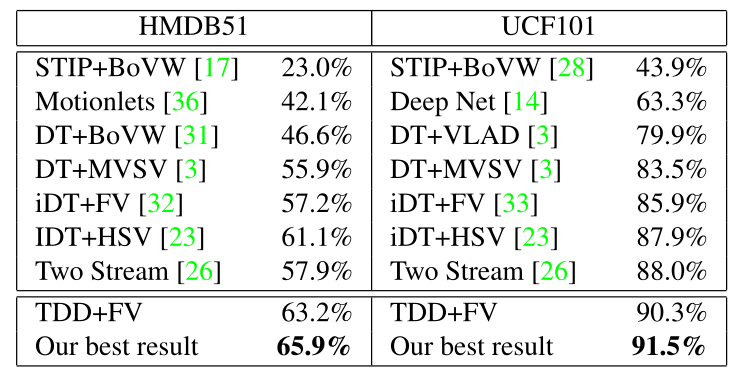 HMDB51 UCF101
STIP+BoVW [17] 23.0% STIP+BoVW [28] 43.9%
Motionlets [36] 42.1% Deep Net [14] 63.3%
DT+BoVW [31] 46.6% DT+VLAD [3] 79.9%
DT+MVSV [3] 55.9% DT+MVSV [3] 83.5%
iDT+FV [32] 57.2% iDT+FV [33] 85.9%
IDT+HSV [23] 61.1% iDT+HSV [23] 87.9%
Two Stream [26] 57.9% Two Stream [26] 88.0%
TDD+FV 63.2% TDD+FV 90.3%
Our best result 65.9% Our best result 91.5%